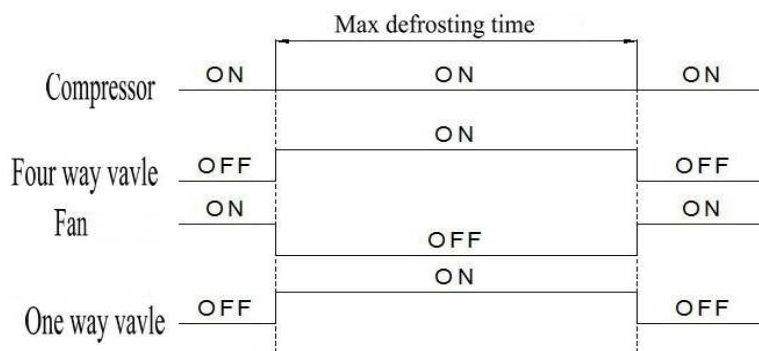 Max defrosting time
Compressor ON ON ON
ON
Four way vavle OFF OFF
Fan ON ON
OFF
ON
One way vavle OFF OFF